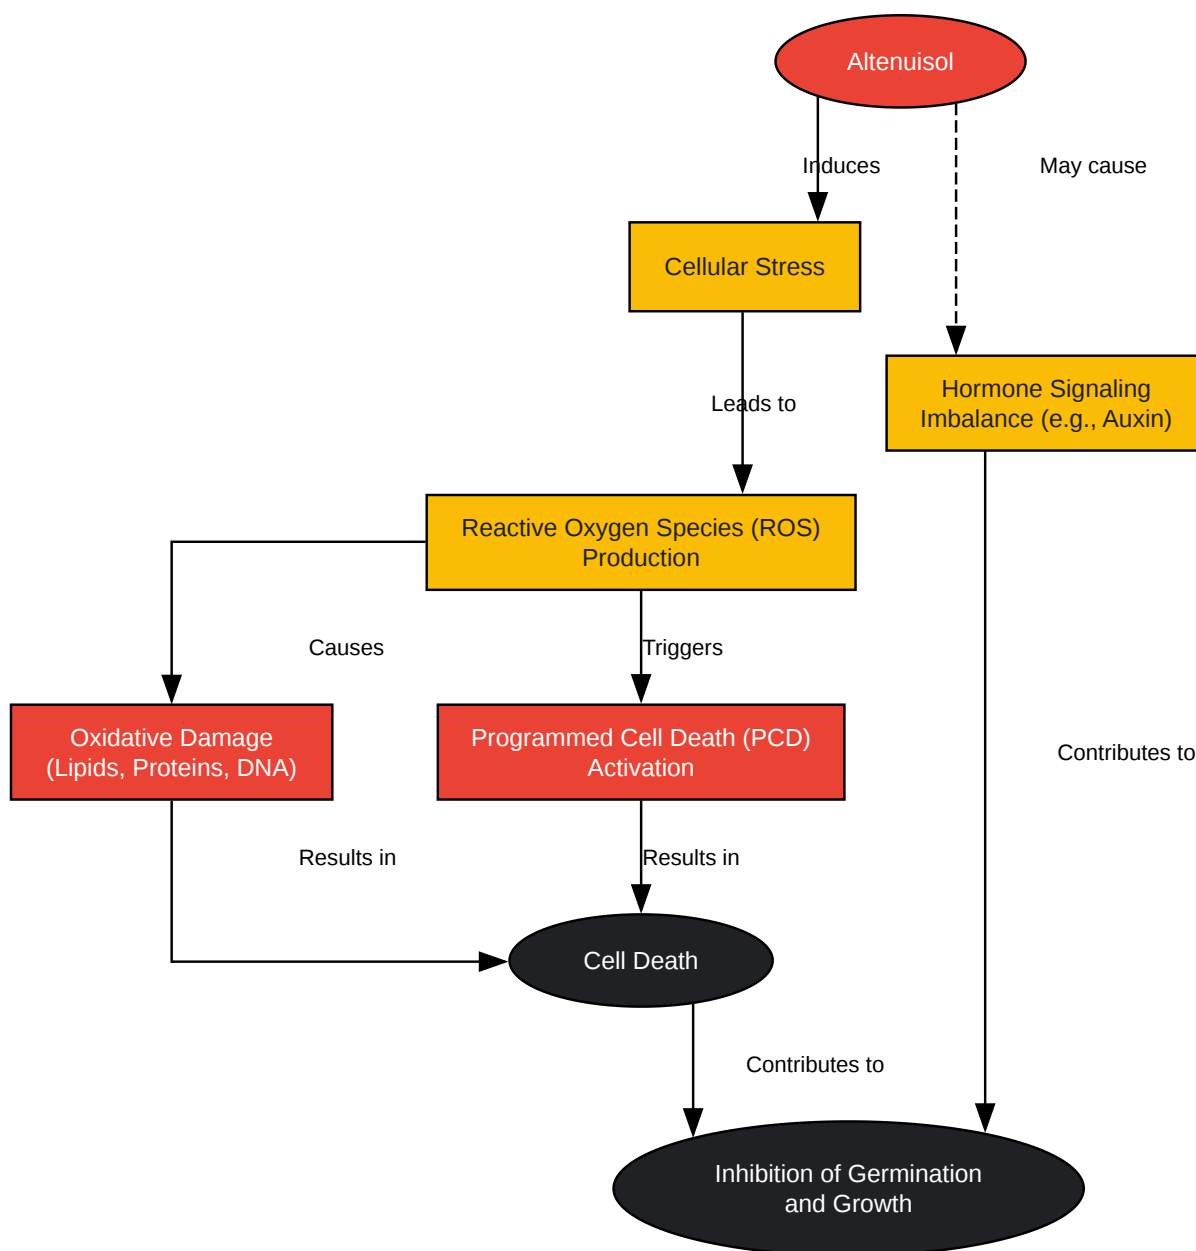 Altenuisol
Induces
May cause
Cellular Stress
Hormone Signaling
Imbalance (e.g., Auxin)
Leads to
Reactive Oxygen Species (ROS)
Production
Causes
Triggers
Oxidative Damage
(Lipids, Proteins, DNA)
Programmed Cell Death (PCD)
Activation
Contributes to
Results in
Results in
Cell Death
Contributes to
Inhibition of Germination
and Growth